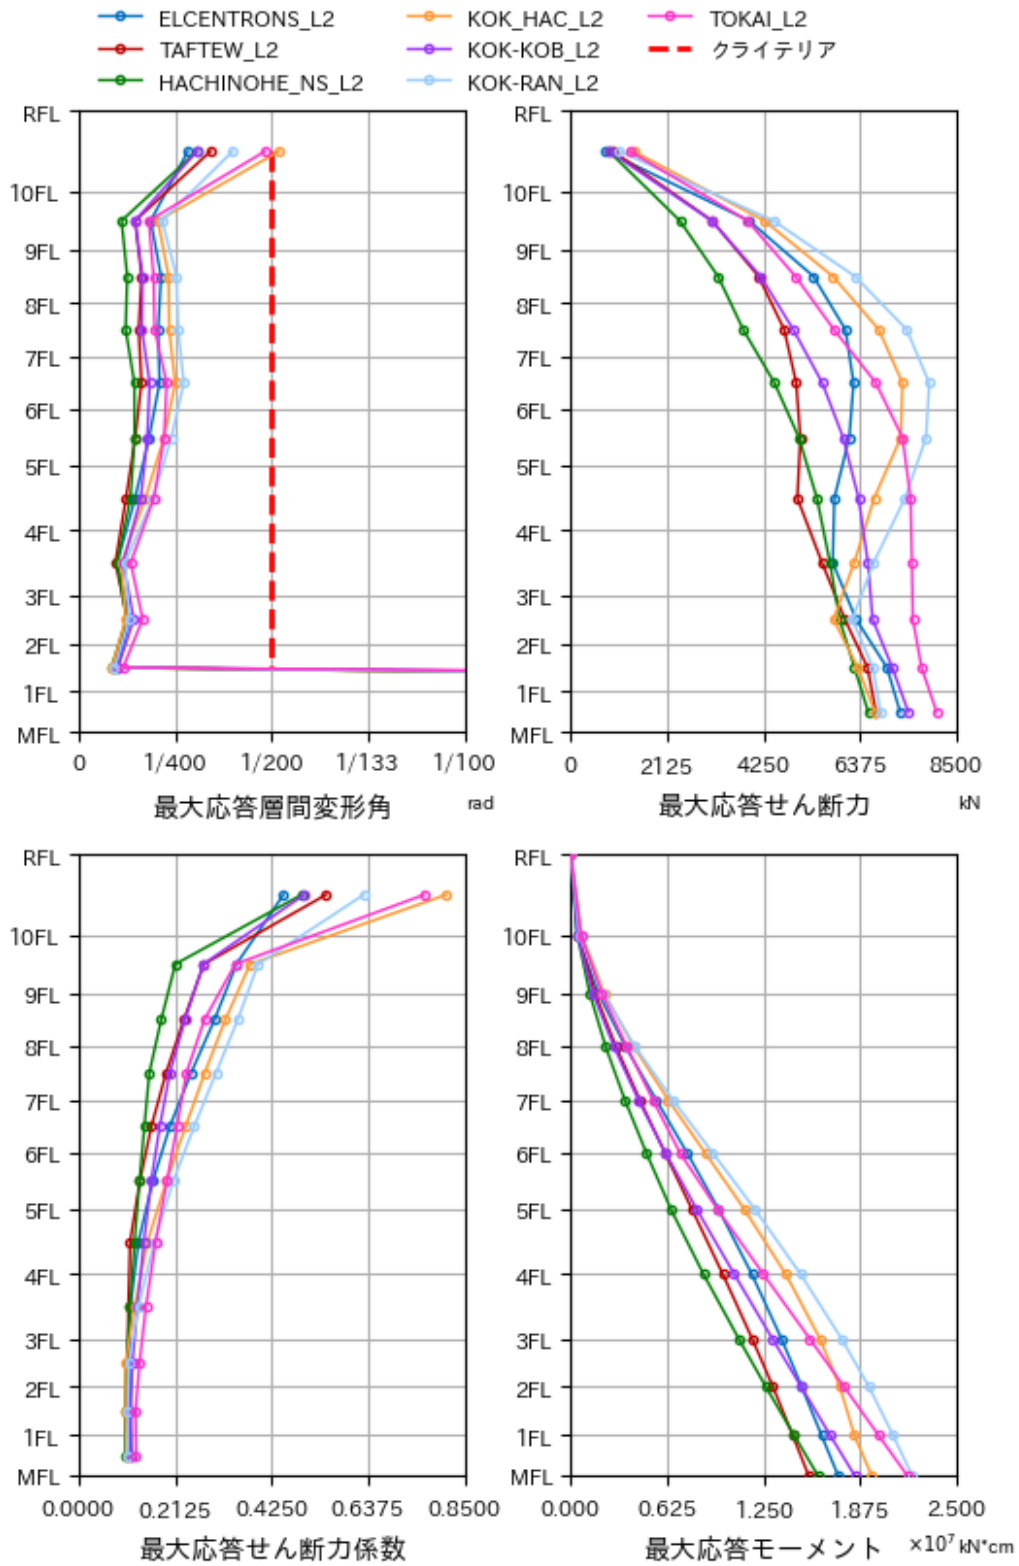 ELCENTRONS_L2 KOK_HAC_L2 TOKAI_L2
TAFTEW_L2 KOK-KOB_L2 クライテリア
HACHINOHE_NS_L2 KOK-RAN_L2
RFL
10FL
9FL
8FL
7FL
6FL
5FL
4FL
3FL
2FL
1FL
MFL
0 1/400 1/200 1/133 1/100
最大応答層間変形角 rad
RFL
10FL
9FL
8FL
7FL
6FL
5FL
4FL
3FL
2FL
1FL
MFL
0 2125 4250 6375 8500
最大応答せん断力 kN
RFL
10FL
9FL
8FL
7FL
6FL
5FL
4FL
3FL
2FL
1FL
MFL
0.0000 0.2125 0.4250 0.6375 0.8500
最大応答せん断力係数
RFL
10FL
9FL
8FL
7FL
6FL
5FL
4FL
3FL
2FL
1FL
MFL
0.000 0.625 1.250 1.875 2.500
最大応答モーメント ×10⁷ kN*cm